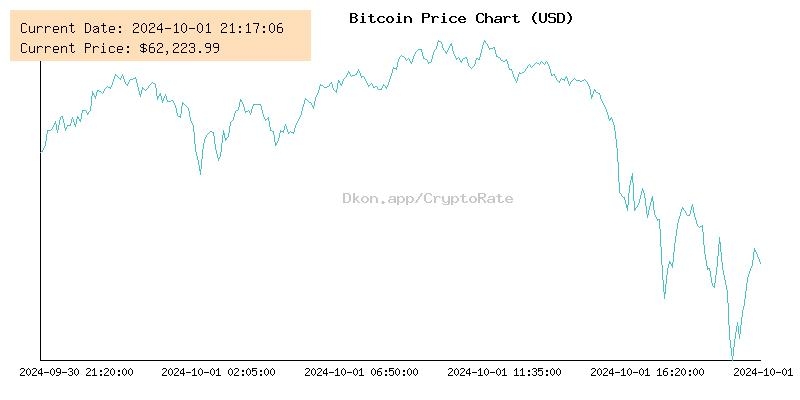 Bitcoin Price Chart (USD)
Current Date: 2024-10-01 21:17:06
Current Price: $62,223.99
Dkon.app/CryptoRate
2024-09-30 21:20:00 2024-10-01 02:05:00 2024-10-01 06:50:00 2024-10-01 11:35:00 2024-10-01 16:20:00 2024-10-01